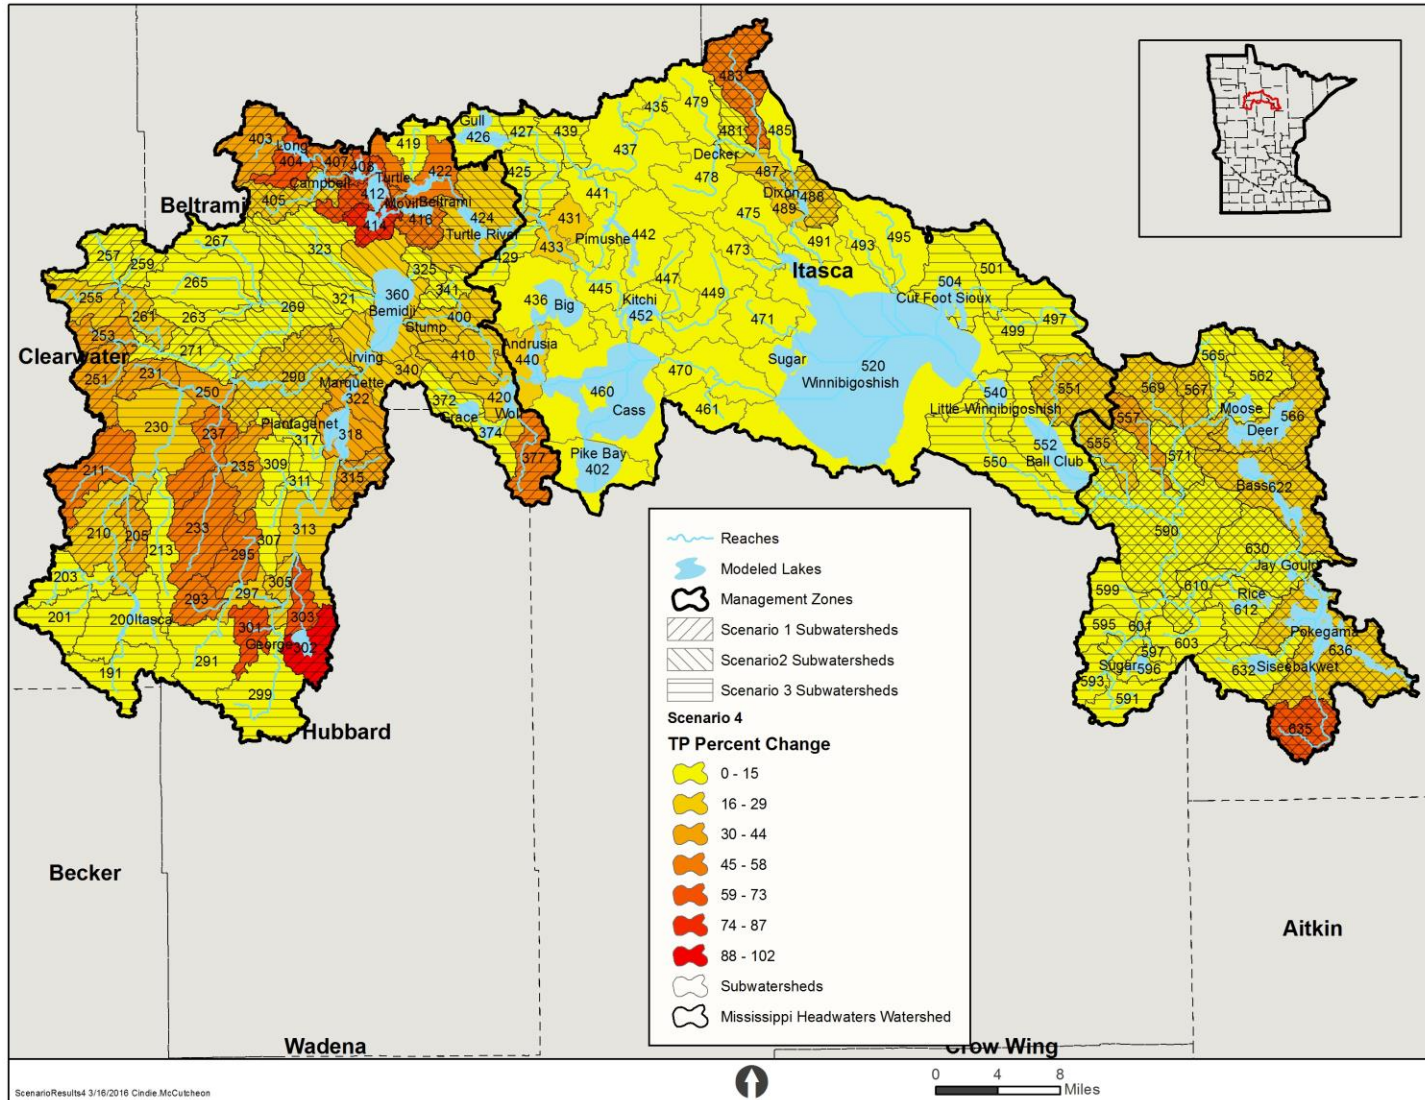 483
479
435
Gull
426
427
439
481
485
403
Long
404
407
408
419
437
Decker
Campbell
Turtle
422
425
478
487
Dixon
488
489
405
412
Movil
Beltrami
441
Beltrami
414
416
424
431
475
267
Turtle River
Pimushe
442
491
493
495
257
259
323
429
433
473
501
265
325
445
447
449
Itasca
504
255
321
360
341
436
Big
Kitchi
452
Cut Foot Sioux
261
263
269
Bemidji
400
471
499
497
253
271
Stump
Andrusia
Clearwater
Irving
410
440
Sugar
520
565
251
231
290
340
470
Winnibigoshish
562
250
Marquette
322
372
420
460
540
551
569
567
Grace
Wolf
Cass
461
Little Winnibigoshish
Moose
566
230
237
Plantagenet
317
318
374
557
Deer
211
235
309
377
Pike Bay
402
552
555
571
311
315
550
Ball Club
Bass
622
210
205
213
233
307
313
590
295
630
203
305
Jay Gould
201
200
Itasca
293
297
599
610
Rice
612
301
303
595
601
Pokegama
George
302
603
636
191
291
597
Sugar
596
Siseebakwet
632
299
593
591
635
Hubbard
Becker
Wadena
Crow Wing
Aitkin
Reaches
Modeled Lakes
Management Zones
Scenario 1 Subwatersheds
Scenario2 Subwatersheds
Scenario 3 Subwatersheds
Scenario 4
TP Percent Change
0 - 15
16 - 29
30 - 44
45 - 58
59 - 73
74 - 87
88 - 102
Subwatersheds
Mississippi Headwaters Watershed
ScenarioResults4 3/16/2016 Cindie.McCutcheon
0 4 8
Miles